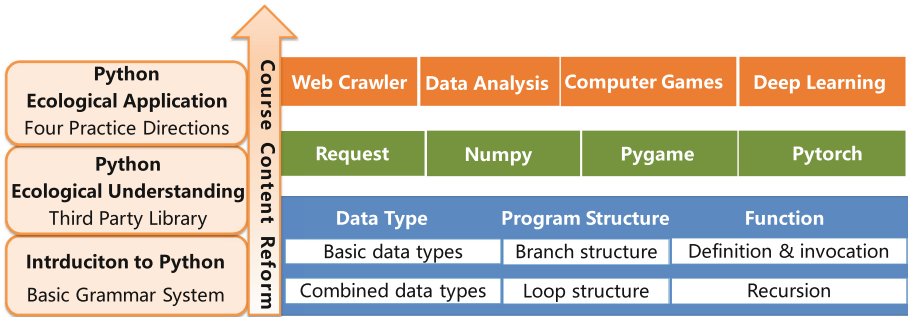 Python
Ecological Application
Four Practice Directions
Python
Ecological Understanding
Third Party Library
Intrduciton to Python
Basic Grammar System
Course Content Reform
Web Crawler Data Analysis Computer Games Deep Learning
Request Numpy Pygame Pytorch
Data Type Program Structure Function
Basic data types Branch structure Definition & invocation
Combined data types Loop structure Recursion